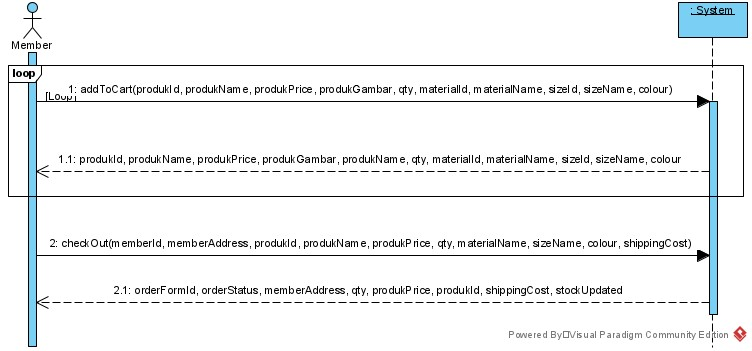 : System
Member
loop
1: addToCart(produkId, produkName, produkPrice, produkGambar, qty, materialId, materialName, sizeId, sizeName, colour)
[Loop
1.1: produkId, produkName, produkPrice, produkGambar, produkName, qty, materialId, materialName, sizeId, sizeName, colour
2: checkOut(memberId, memberAddress, produkId, produkName, produkPrice, qty, materialName, sizeName, colour, shippingCost)
2.1: orderFormId, orderStatus, memberAddress, qty, produkPrice, produkId, shippingCost, stockUpdated
Powered By Visual Paradigm Community Edition